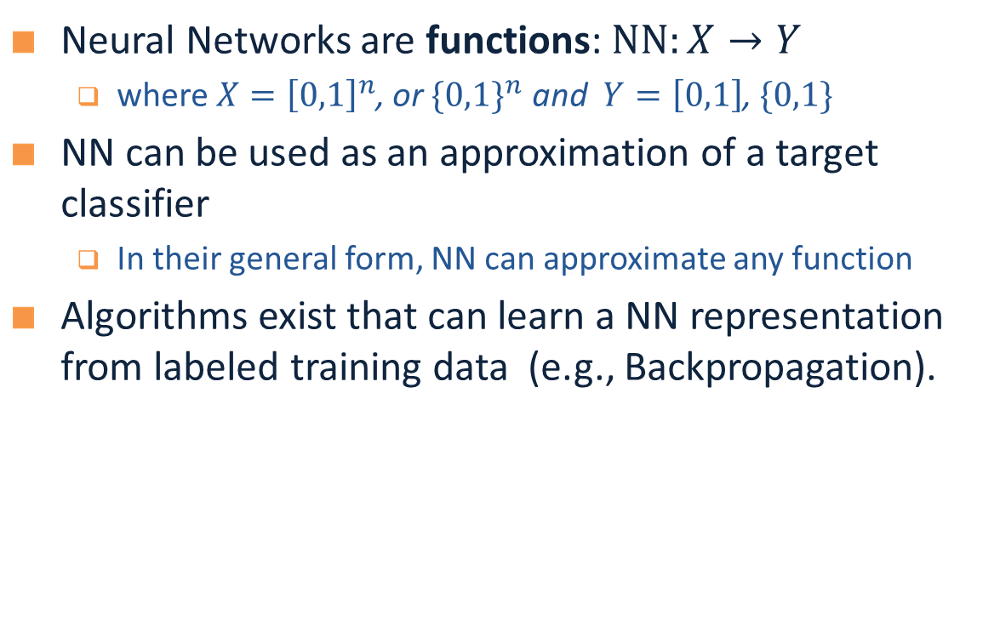 Neural Networks are functions: NN: X → Y
where X = [0,1]ⁿ, or {0,1}ⁿ and Y = [0,1], {0,1}
NN can be used as an approximation of a target
classifier
In their general form, NN can approximate any function
Algorithms exist that can learn a NN representation
from labeled training data (e.g., Backpropagation).